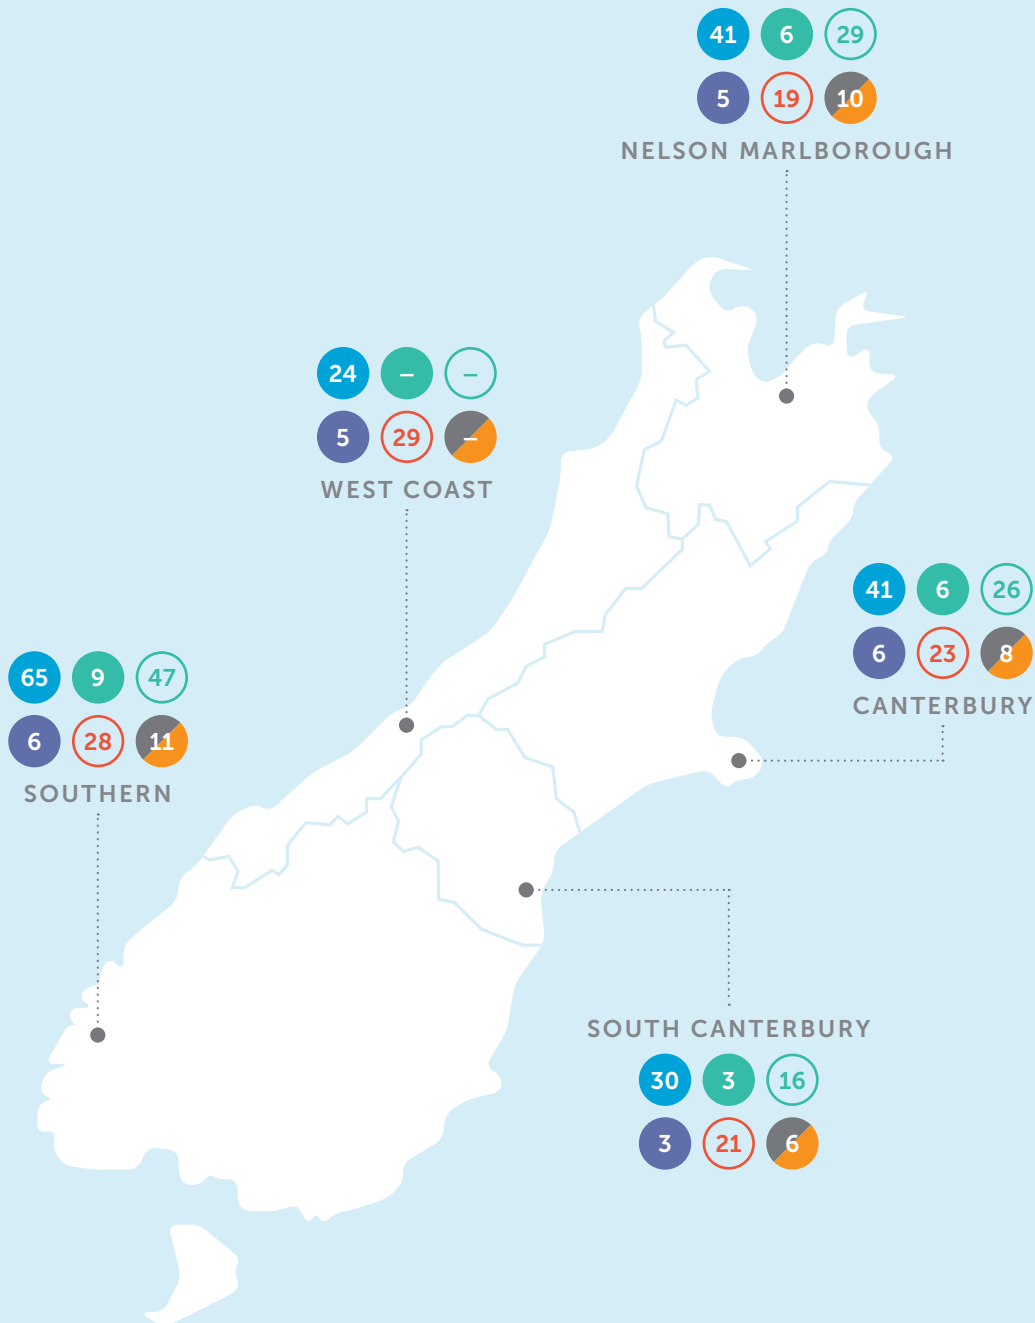 41 6 29
5 19 10
NELSON MARLBOROUGH
24 – –
5 29 –
WEST COAST
41 6 26
6 23 8
CANTERBURY
65 9 47
6 28 11
SOUTHERN
SOUTH CANTERBURY
30 3 16
3 21 6